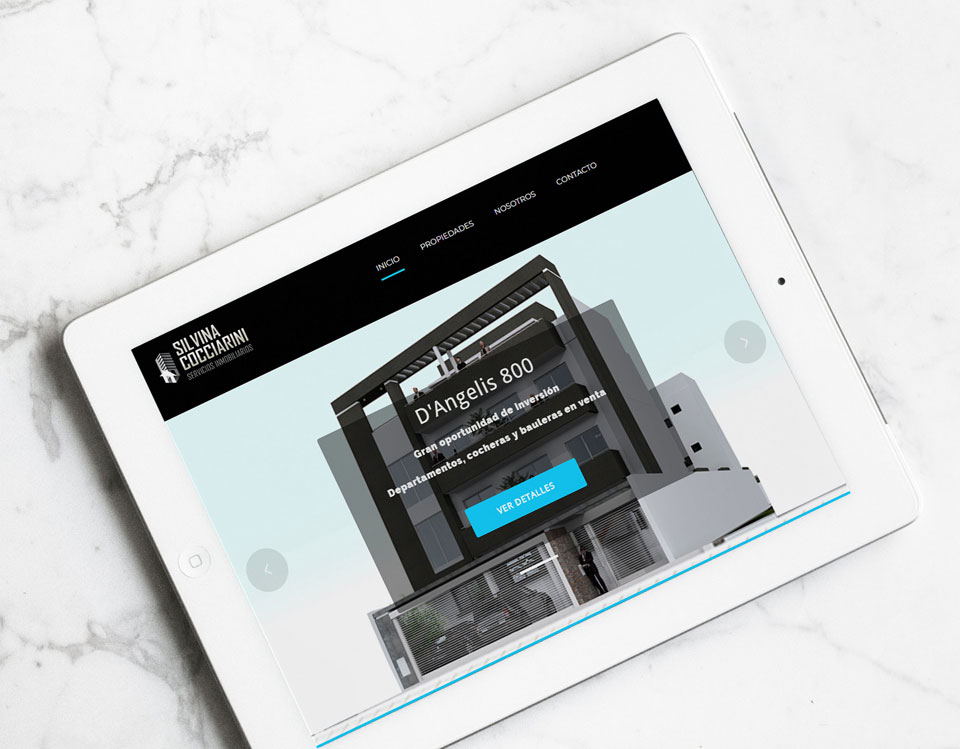 SILVINA
COCCIARINI
SERVICIOS INMOBILIARIOS
INICIO
PROPIEDADES
NOSOTROS
CONTACTO
D'Angelis 800
Gran oportunidad de inversión
Departamentos, cocheras y bauleras en venta
VER DETALLES